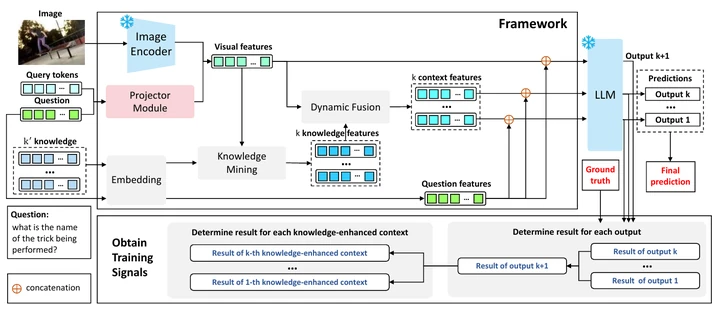 Image
Framework
Image
Encoder
Visual features
Output k+1
Query tokens
Question
Projector
Module
Dynamic Fusion
k context features
...
LLM
Predictions
Output k
...
Output 1
k′ knowledge
...
Embedding
Knowledge
Mining
k knowledge features
...
Question features
Ground
truth
Final
prediction
Question:
what is the name
of the trick being
performed?
concatenation
Obtain
Training
Signals
Determine result for each knowledge-enhanced context
Result of k-th knowledge-enhanced context
...
Result of 1-th knowledge-enhanced context
Determine result for each output
Result of output k+1
Result of output k
...
Result of output 1